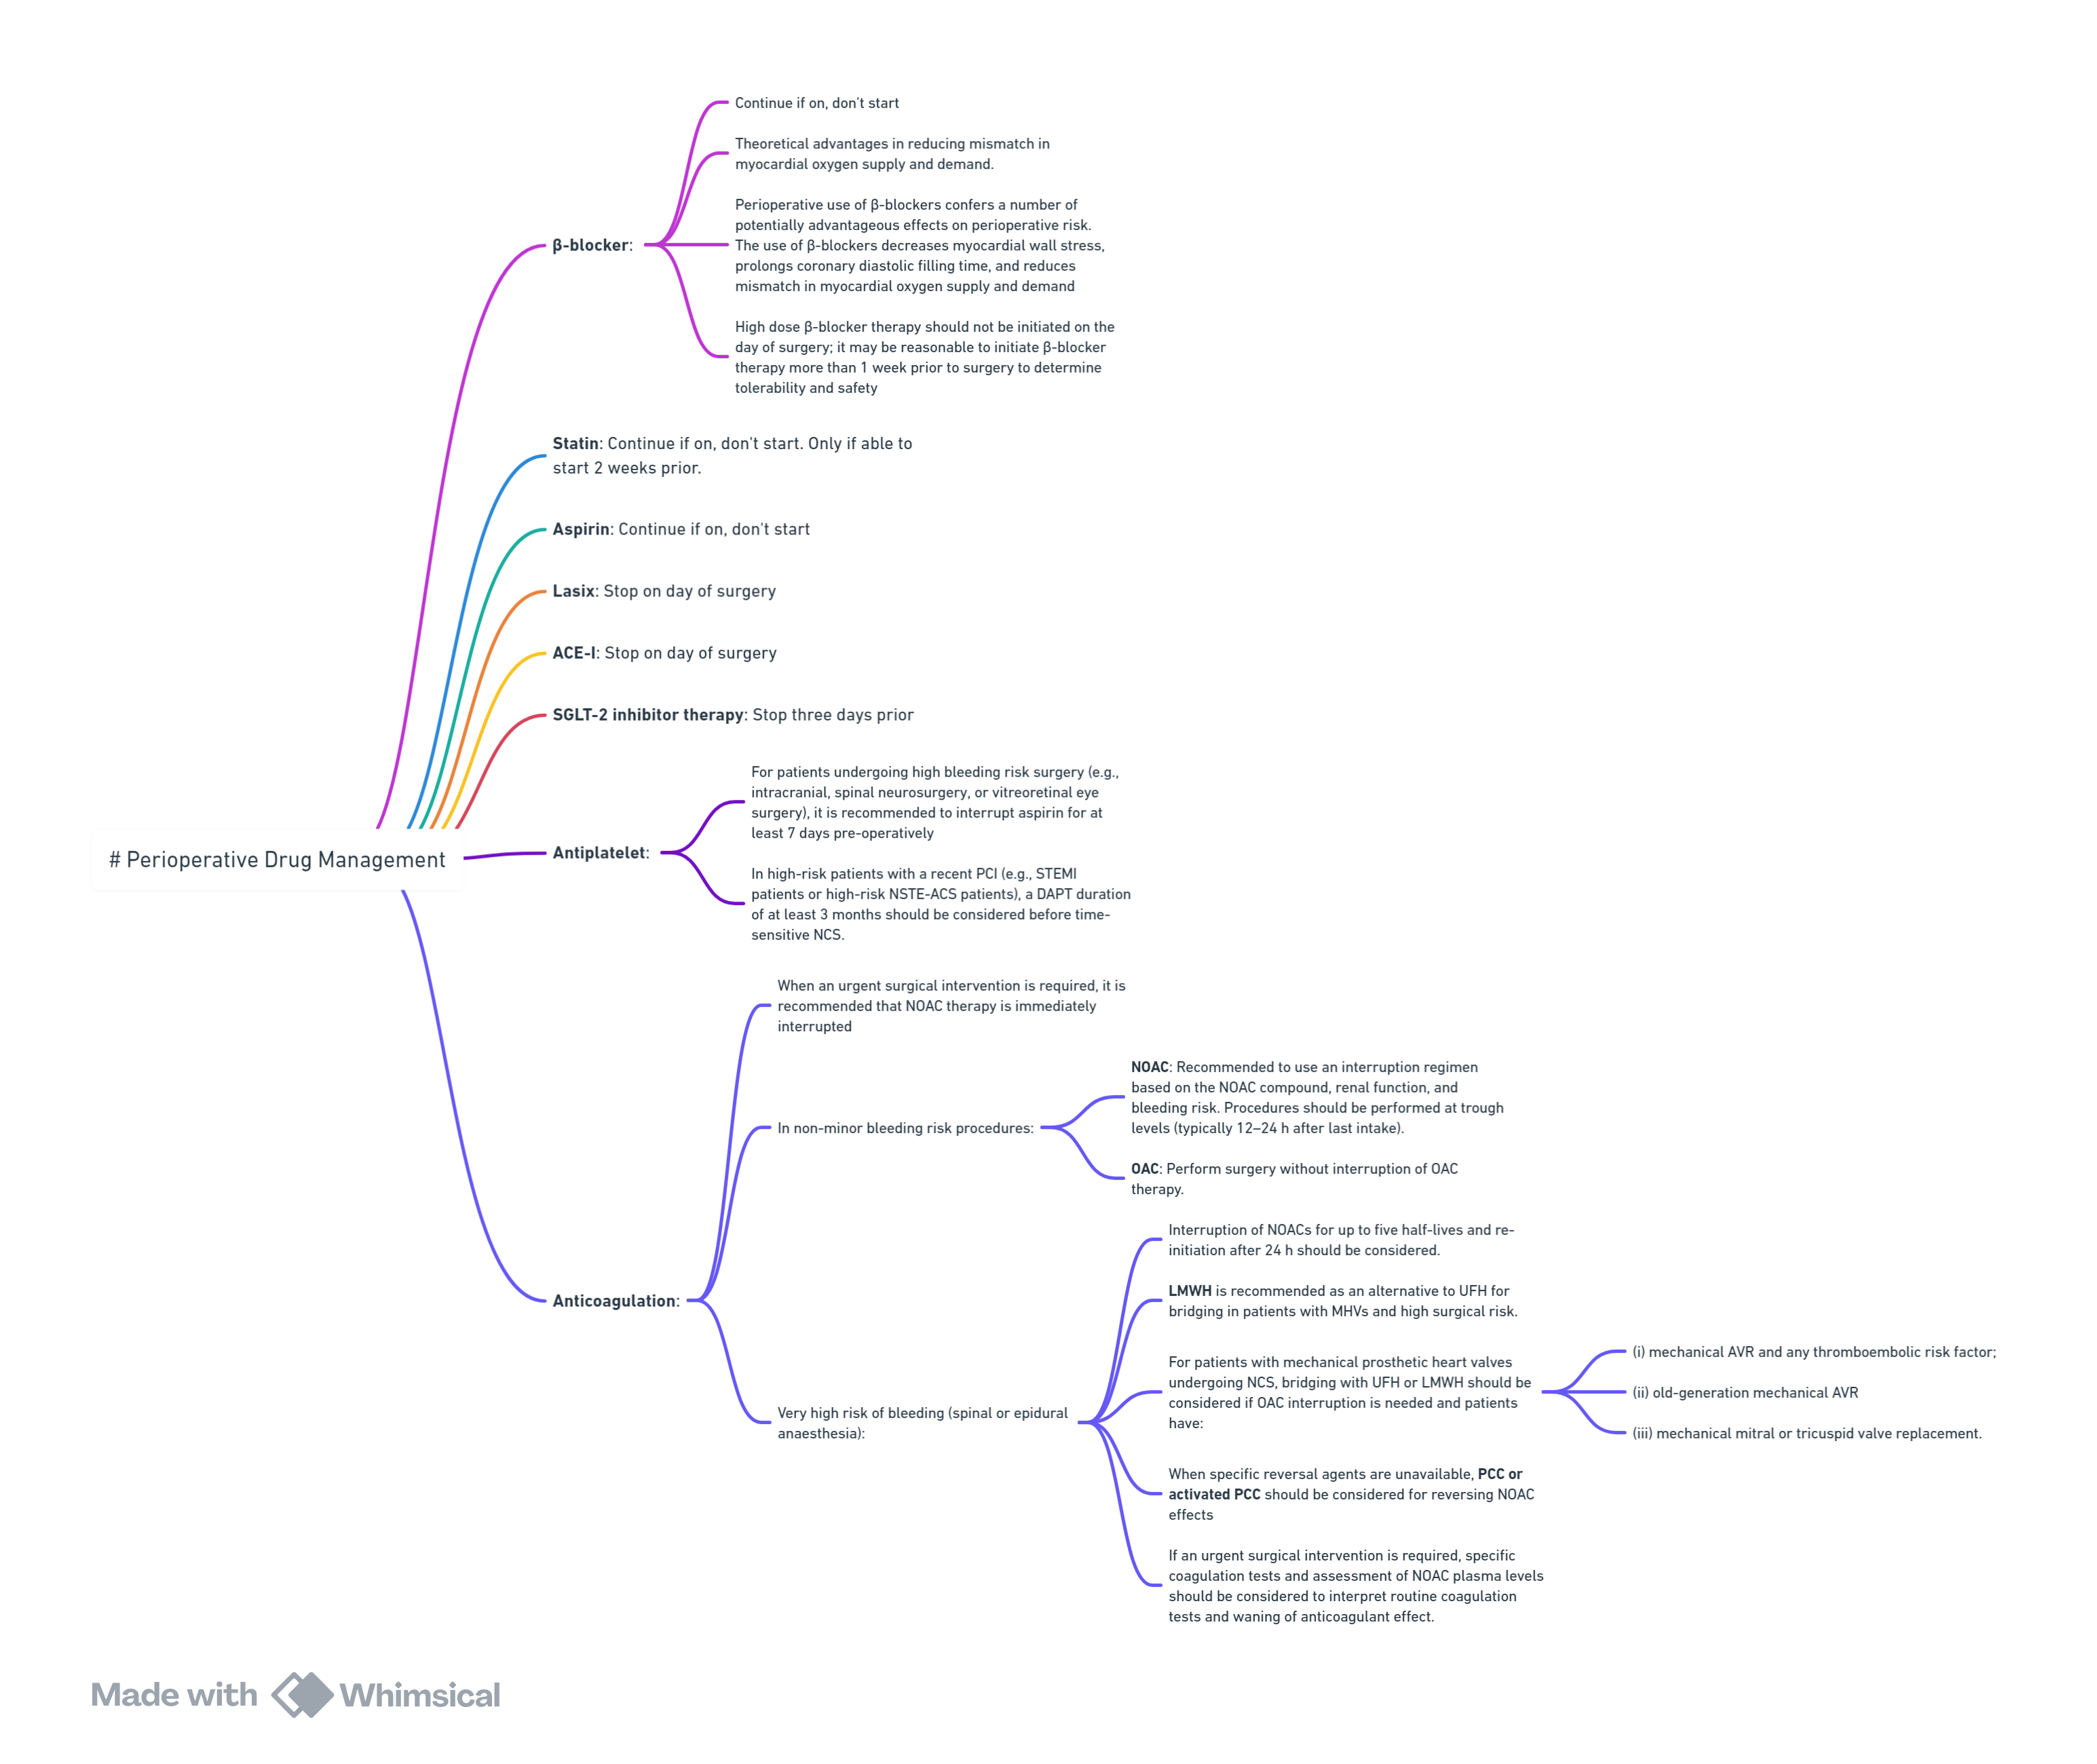 # Perioperative Drug Management
β-blocker:
Continue if on, don't start
Theoretical advantages in reducing mismatch in
myocardial oxygen supply and demand.
Perioperative use of β-blockers confers a number of
potentially advantageous effects on perioperative risk.
The use of β-blockers decreases myocardial wall stress,
prolongs coronary diastolic filling time, and reduces
mismatch in myocardial oxygen supply and demand
High dose β-blocker therapy should not be initiated on the
day of surgery; it may be reasonable to initiate β-blocker
therapy more than 1 week prior to surgery to determine
tolerability and safety
Statin: Continue if on, don't start. Only if able to
start 2 weeks prior.
Aspirin: Continue if on, don't start
Lasix: Stop on day of surgery
ACE-I: Stop on day of surgery
SGLT-2 inhibitor therapy: Stop three days prior
Antiplatelet:
For patients undergoing high bleeding risk surgery (e.g.,
intracranial, spinal neurosurgery, or vitreoretinal eye
surgery), it is recommended to interrupt aspirin for at
least 7 days pre-operatively
In high-risk patients with a recent PCI (e.g., STEMI
patients or high-risk NSTE-ACS patients), a DAPT duration
of at least 3 months should be considered before time-
sensitive NCS.
Anticoagulation:
When an urgent surgical intervention is required, it is
recommended that NOAC therapy is immediately
interrupted
In non-minor bleeding risk procedures:
NOAC: Recommended to use an interruption regimen
based on the NOAC compound, renal function, and
bleeding risk. Procedures should be performed at trough
levels (typically 12–24 h after last intake).
OAC: Perform surgery without interruption of OAC
therapy.
Very high risk of bleeding (spinal or epidural
anaesthesia):
Interruption of NOACs for up to five half-lives and re-
initiation after 24 h should be considered.
LMWH is recommended as an alternative to UFH for
bridging in patients with MHVs and high surgical risk.
For patients with mechanical prosthetic heart valves
undergoing NCS, bridging with UFH or LMWH should be
considered if OAC interruption is needed and patients
have:
(i) mechanical AVR and any thromboembolic risk factor;
(ii) old-generation mechanical AVR
(iii) mechanical mitral or tricuspid valve replacement.
When specific reversal agents are unavailable, PCC or
activated PCC should be considered for reversing NOAC
effects
If an urgent surgical intervention is required, specific
coagulation tests and assessment of NOAC plasma levels
should be considered to interpret routine coagulation
tests and waning of anticoagulant effect.
Made with Whimsical